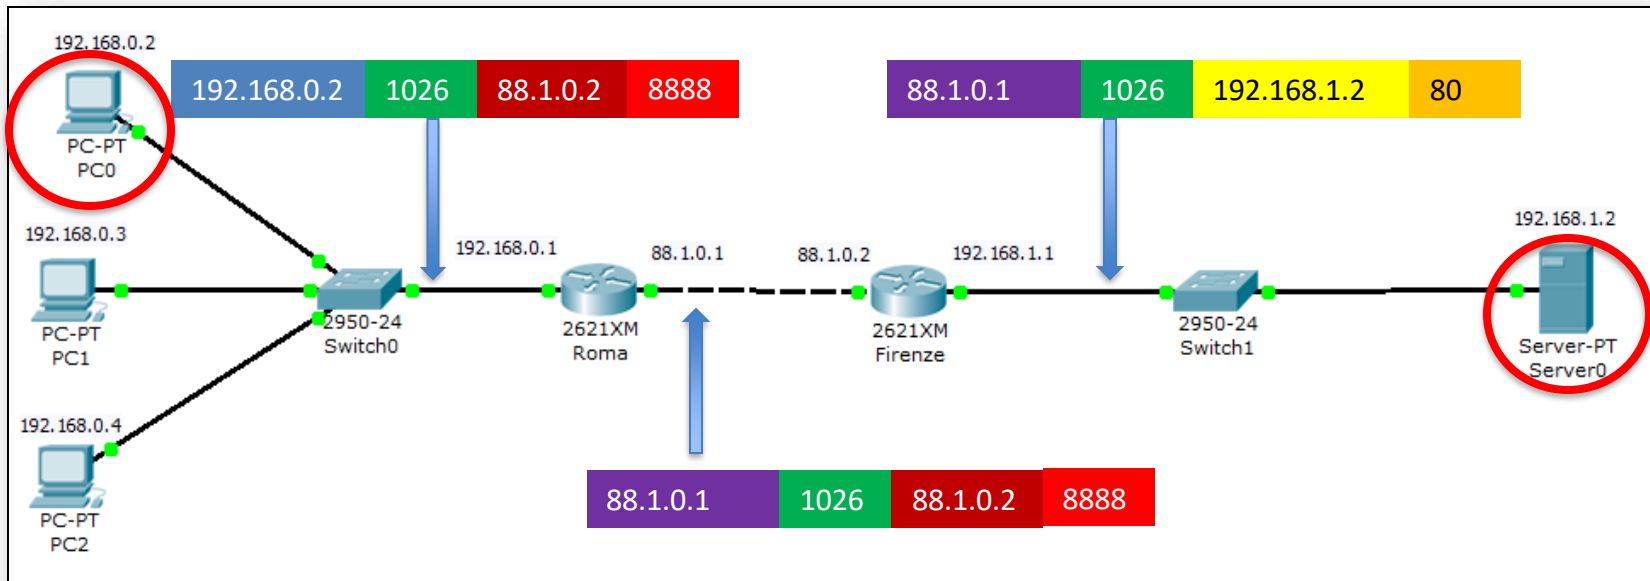 192.168.0.2
192.168.0.2 1026 88.1.0.2 8888
88.1.0.1 1026 192.168.1.2 80
PC-PT
PC0
192.168.0.3
PC-PT
PC1
192.168.0.4
PC-PT
PC2
2950-24
Switch0
192.168.0.1
2621XM
Roma
88.1.0.1
88.1.0.2
2621XM
Firenze
192.168.1.1
2950-24
Switch1
192.168.1.2
Server-PT
Server0
88.1.0.1 1026 88.1.0.2 8888